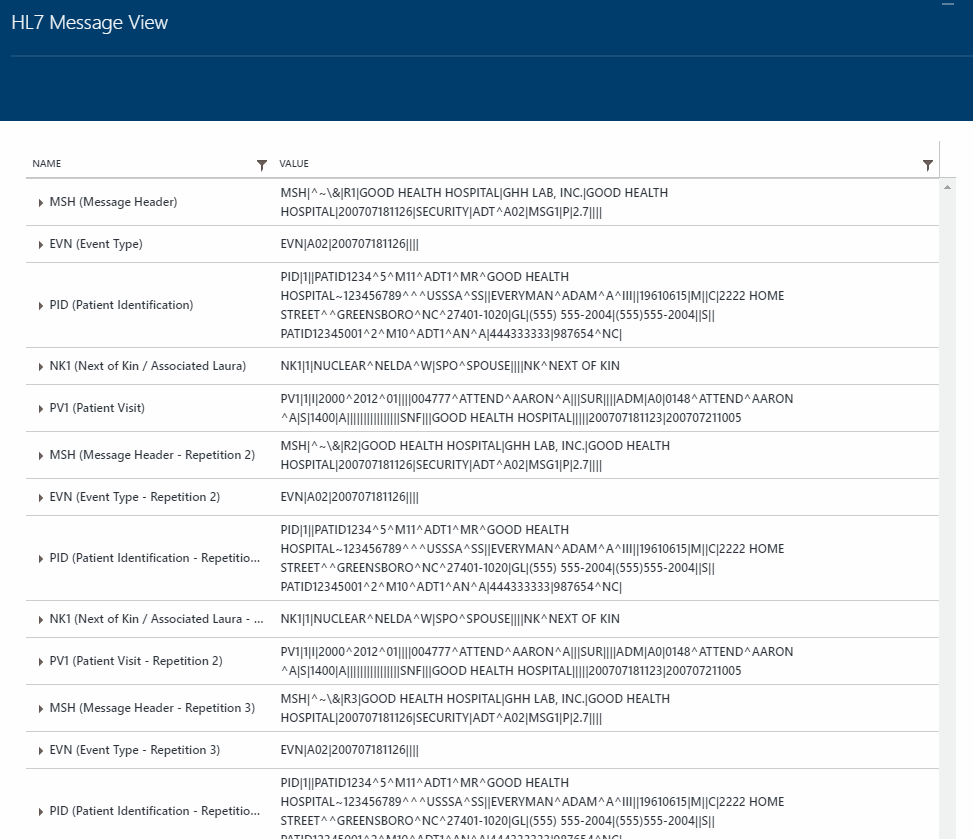 HL7 Message View
NAME
VALUE
MSH (Message Header)
MSH|^~\&|R1|GOOD HEALTH HOSPITAL|GHH LAB, INC.|GOOD HEALTH
HOSPITAL|200707181126|SECURITY|ADT^A02|MSG1|P|2.7||||
EVN (Event Type)
EVN|A02|200707181126||||
PID (Patient Identification)
PID|1||PATID1234^5^M11^ADT1^MR^GOOD HEALTH
HOSPITAL~123456789^^^USSSA^SS||EVERYMAN^ADAM^A^III||19610615|M||C|2222 HOME
STREET^^GREENSBORO^NC^27401-1020|GL|(555) 555-2004|(555)555-2004||S||
PATID12345001^2^M10^ADT1^AN^A|444333333|987654^NC|
NK1 (Next of Kin / Associated Laura)
NK1|1|NUCLEAR^NELDA^W|SPO^SPOUSE||||NK^NEXT OF KIN
PV1 (Patient Visit)
PV1|1|I|2000^2012^01||||004777^ATTEND^AARON^A|||SUR||||ADM|A0|0148^ATTEND^AARON
^A|S|1400|A||||||||||||||||SNF|||GOOD HEALTH HOSPITAL|||||200707181123|200707211005
MSH (Message Header - Repetition 2)
MSH|^~\&|R2|GOOD HEALTH HOSPITAL|GHH LAB, INC.|GOOD HEALTH
HOSPITAL|200707181126|SECURITY|ADT^A02|MSG1|P|2.7||||
EVN (Event Type - Repetition 2)
EVN|A02|200707181126||||
PID (Patient Identification - Repetitio...
PID|1||PATID1234^5^M11^ADT1^MR^GOOD HEALTH
HOSPITAL~123456789^^^USSSA^SS||EVERYMAN^ADAM^A^III||19610615|M||C|2222 HOME
STREET^^GREENSBORO^NC^27401-1020|GL|(555) 555-2004|(555)555-2004||S||
PATID12345001^2^M10^ADT1^AN^A|444333333|987654^NC|
NK1 (Next of Kin / Associated Laura - ...
NK1|1|NUCLEAR^NELDA^W|SPO^SPOUSE||||NK^NEXT OF KIN
PV1 (Patient Visit - Repetition 2)
PV1|1|I|2000^2012^01||||004777^ATTEND^AARON^A|||SUR||||ADM|A0|0148^ATTEND^AARON
^A|S|1400|A||||||||||||||||SNF|||GOOD HEALTH HOSPITAL|||||200707181123|200707211005
MSH (Message Header - Repetition 3)
MSH|^~\&|R3|GOOD HEALTH HOSPITAL|GHH LAB, INC.|GOOD HEALTH
HOSPITAL|200707181126|SECURITY|ADT^A02|MSG1|P|2.7||||
EVN (Event Type - Repetition 3)
EVN|A02|200707181126||||
PID (Patient Identification - Repetitio...
PID|1||PATID1234^5^M11^ADT1^MR^GOOD HEALTH
HOSPITAL~123456789^^^USSSA^SS||EVERYMAN^ADAM^A^III||19610615|M||C|2222 HOME
STREET^^GREENSBORO^NC^27401-1020|GL|(555) 555-2004|(555)555-2004||S||
PATID12345001^2^M10^ADT1^AN^A|444333333|987654^NC|